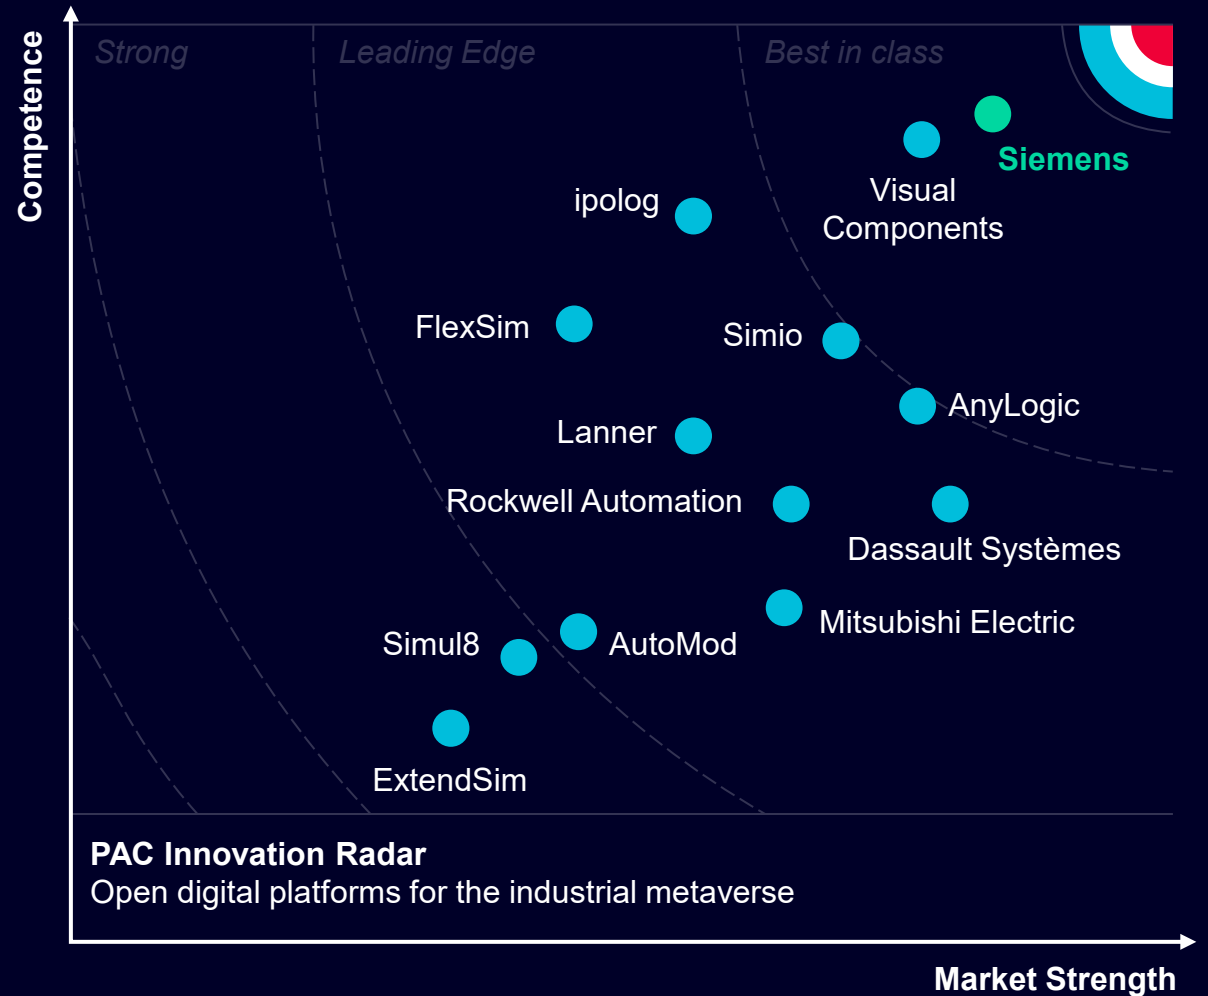 Competence
Strong
Leading Edge
Best in class
Siemens
Visual
Components
ipolog
FlexSim
Simio
AnyLogic
Lanner
Rockwell Automation
Dassault Systèmes
Mitsubishi Electric
Simul8
AutoMod
ExtendSim
PAC Innovation Radar
Open digital platforms for the industrial metaverse
Market Strength